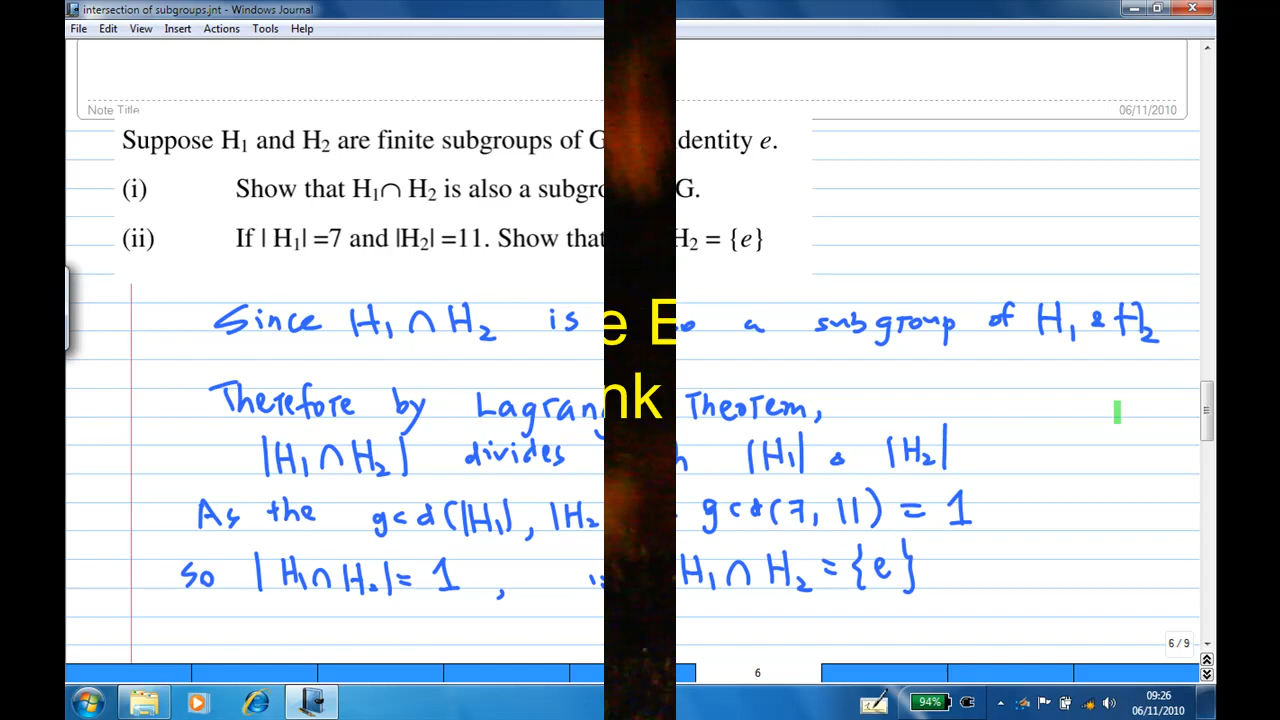 intersection of subgroups.jnt - Windows Journal
File Edit View Insert Actions Tools Help
Note Title
06/11/2010
Suppose H₁ and H₂ are finite subgroups of G identity e.
(i) Show that H₁∩ H₂ is also a subgro G.
(ii) If | H₁| =7 and |H₂| =11. Show that H₂ = {e}
Since H₁ ∩ H₂ is a subgroup of H₁ & H₂
e E
Therefore by Lagran Theorem,
nk
|H₁ ∩ H₂| divides h |H₁| & |H₂|
As the gcd(|H₁|, |H₂ gcd(7, 11) = 1
So |H₁ ∩ H₂| = 1, H₁ ∩ H₂ = {e}
6 / 9
6
94%
09:26
06/11/2010